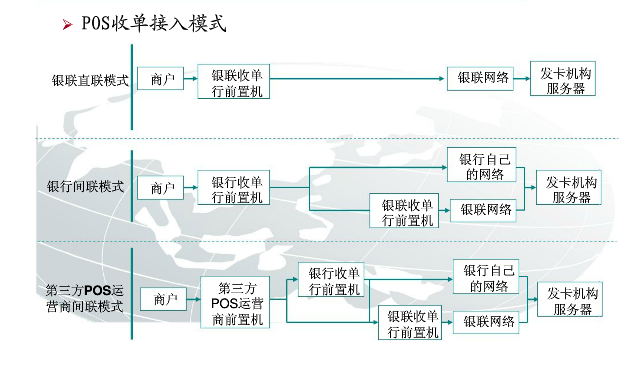 POS收单接入模式
银联直联模式
商户
银联收单
行前置机
银联网络
发卡机构
服务器
银行间联模式
商户
银行收单
行前置机
银行自己
的网络
银联收单
行前置机
银联网络
发卡机构
服务器
第三方POS运
营商间联模式
商户
第三方
POS运营
商前置机
银行收单
行前置机
银行自己
的网络
银联收单
行前置机
银联网络
发卡机构
服务器